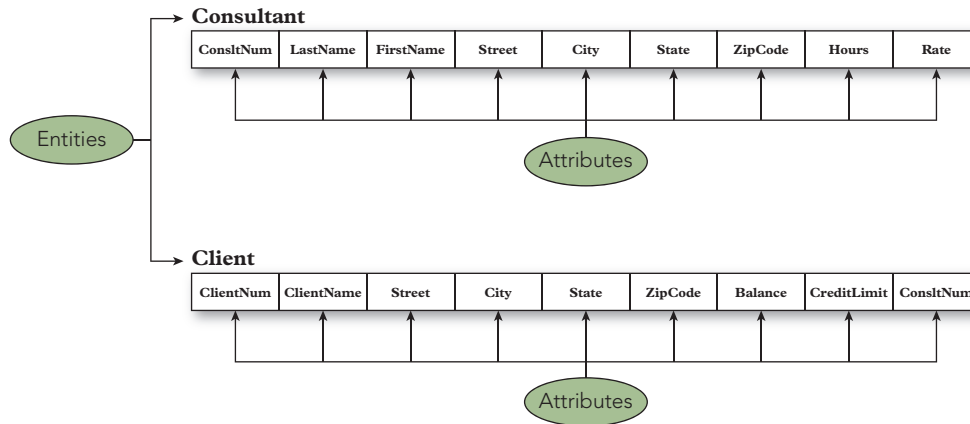 Consultant
ConsltNum LastName FirstName Street City State ZipCode Hours Rate
Entities
Attributes
Client
ClientNum ClientName Street City State ZipCode Balance CreditLimit ConsltNum
Attributes